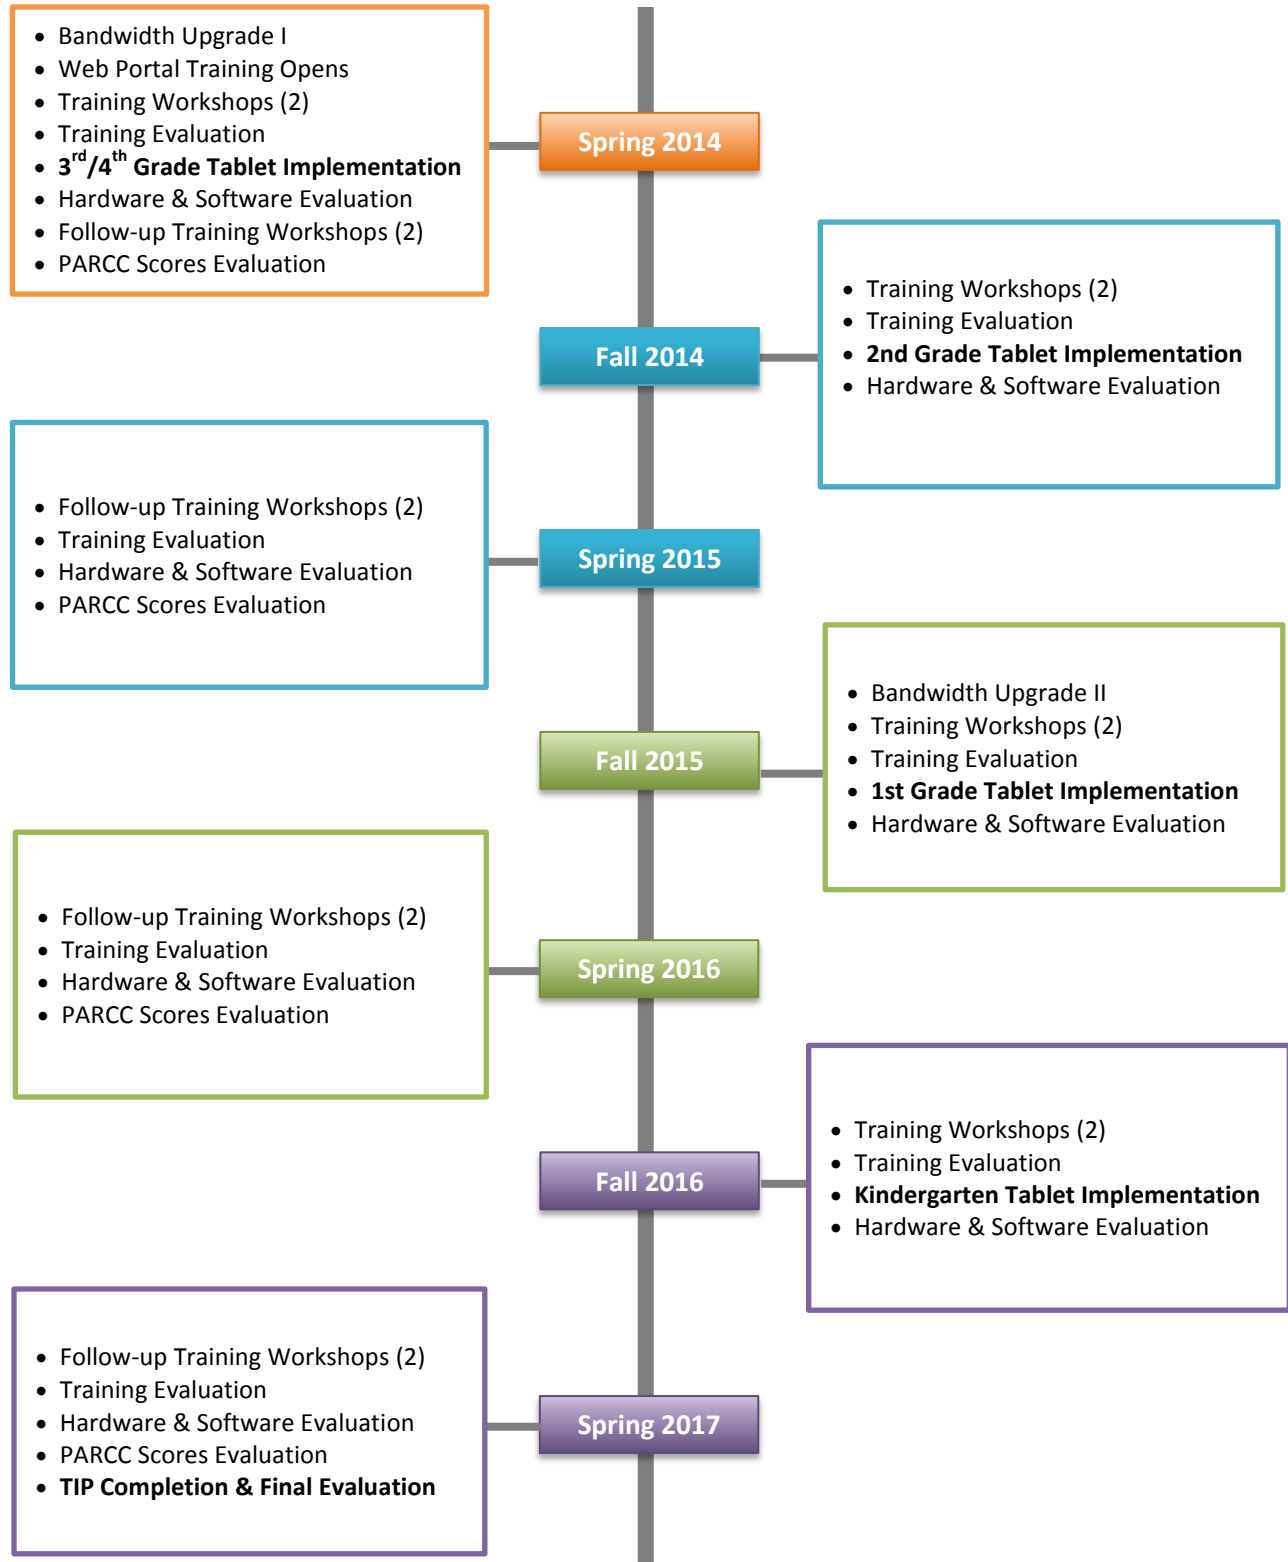 • Bandwidth Upgrade I
• Web Portal Training Opens
• Training Workshops (2)
• Training Evaluation
• 3rd/4th Grade Tablet Implementation
• Hardware & Software Evaluation
• Follow-up Training Workshops (2)
• PARCC Scores Evaluation
Spring 2014
Fall 2014
• Training Workshops (2)
• Training Evaluation
• 2nd Grade Tablet Implementation
• Hardware & Software Evaluation
• Follow-up Training Workshops (2)
• Training Evaluation
• Hardware & Software Evaluation
• PARCC Scores Evaluation
Spring 2015
Fall 2015
• Bandwidth Upgrade II
• Training Workshops (2)
• Training Evaluation
• 1st Grade Tablet Implementation
• Hardware & Software Evaluation
• Follow-up Training Workshops (2)
• Training Evaluation
• Hardware & Software Evaluation
• PARCC Scores Evaluation
Spring 2016
Fall 2016
• Training Workshops (2)
• Training Evaluation
• Kindergarten Tablet Implementation
• Hardware & Software Evaluation
• Follow-up Training Workshops (2)
• Training Evaluation
• Hardware & Software Evaluation
• PARCC Scores Evaluation
• TIP Completion & Final Evaluation
Spring 2017